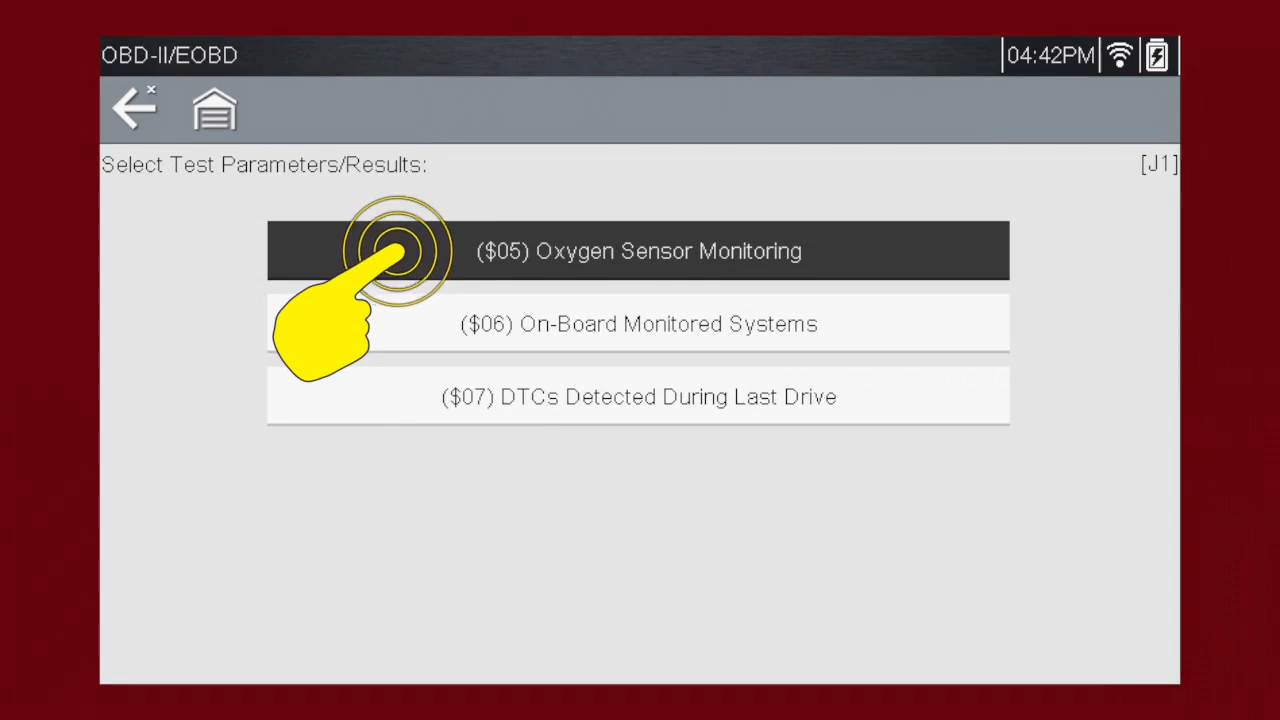 OBD-II/EOBD 04:42PM
Select Test Parameters/Results: [J1]
($05) Oxygen Sensor Monitoring
($06) On-Board Monitored Systems
($07) DTCs Detected During Last Drive